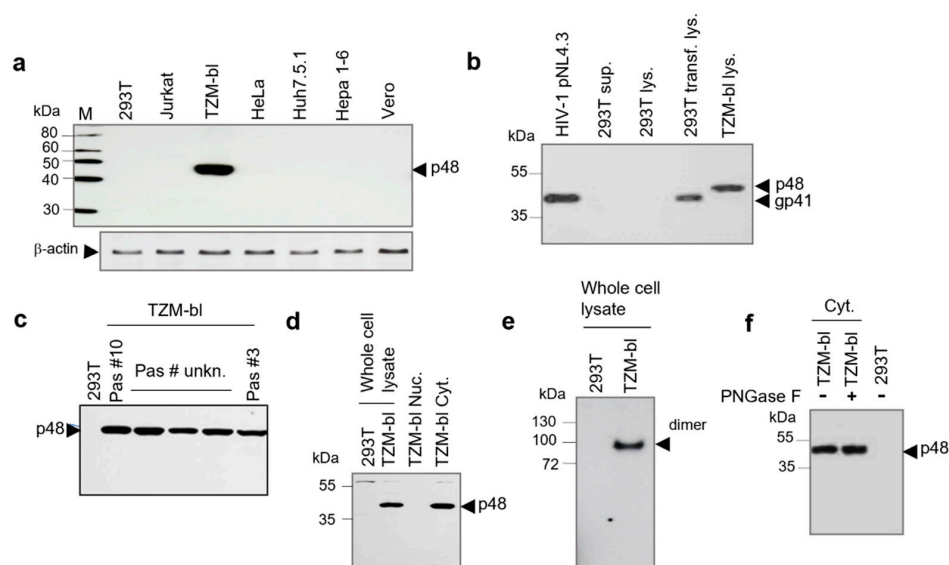 a
kDa
M
293T
Jurkat
TZM-bl
HeLa
Huh7.5.1
Hepa 1-6
Vero
80
60
50
40
30
p48
β-actin
b
kDa
HIV-1 pNL4.3
293T sup.
293T lys.
293T transf. lys.
TZM-bl lys.
55
35
p48
gp41
c
TZM-bl
293T
Pas #10
Pas # unkn.
Pas #3
p48
d
Whole cell
lysate
293T
TZM-bl
TZM-bl Nuc.
TZM-bl Cyt.
kDa
55
35
p48
e
Whole cell
lysate
293T
TZM-bl
kDa
130
100
72
dimer
f
Cyt.
TZM-bl
TZM-bl
293T
PNGase F - + -
kDa
55
35
p48